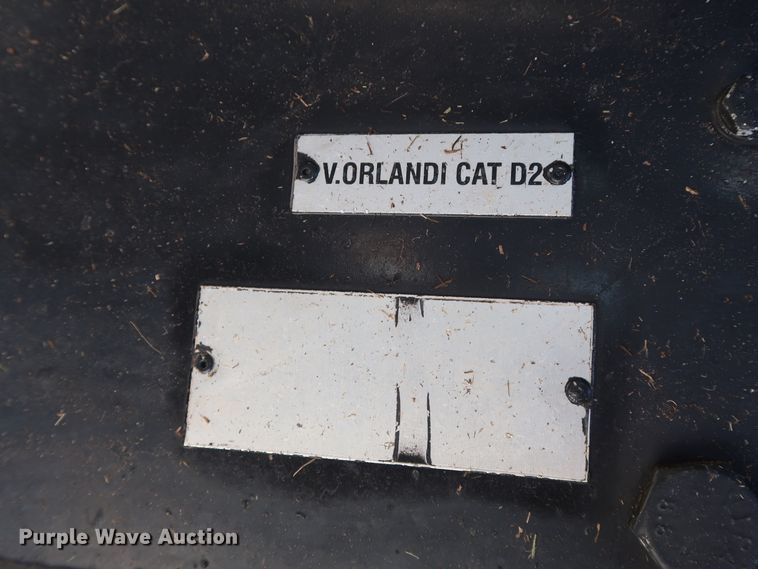 V.ORLANDI CAT D2
Purple Wave Auction